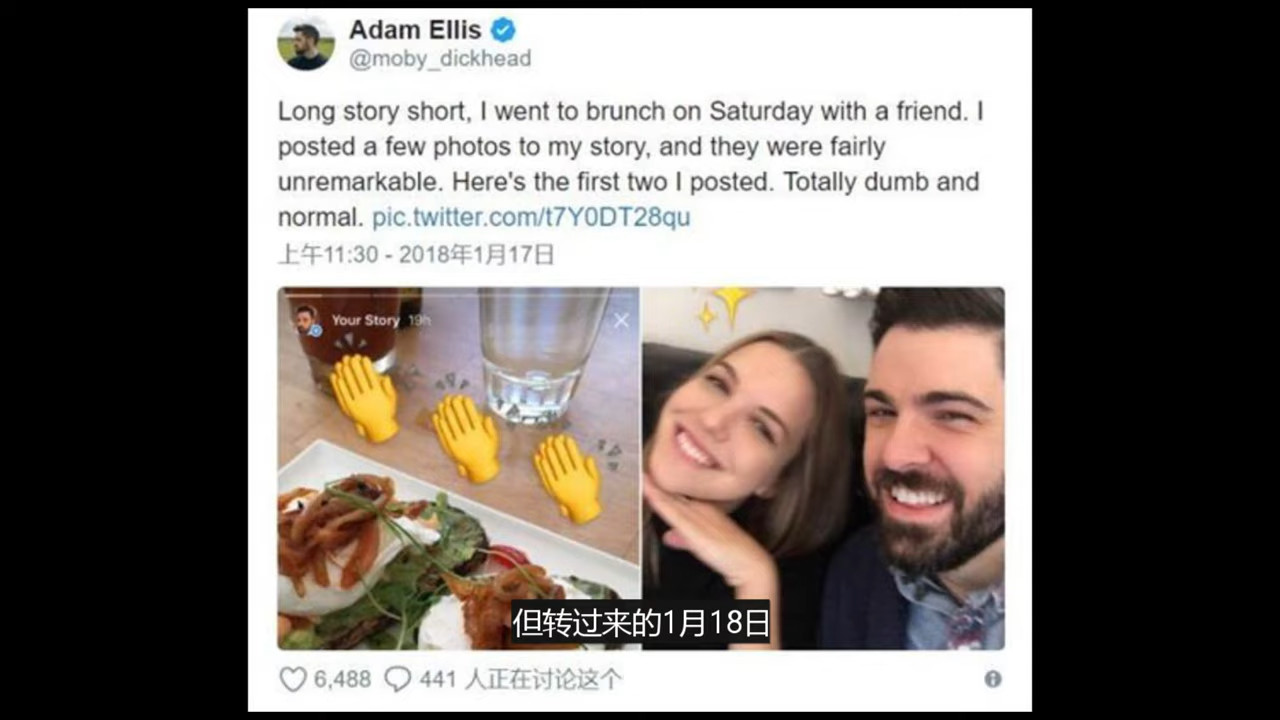 Adam Ellis
@moby_dickhead
Long story short, I went to brunch on Saturday with a friend. I
posted a few photos to my story, and they were fairly
unremarkable. Here's the first two I posted. Totally dumb and
normal. pic.twitter.com/t7Y0DT28qu
上午11:30 - 2018年1月17日
Your Story 19h
但转过来的1月18日
6,488 441 人正在讨论这个